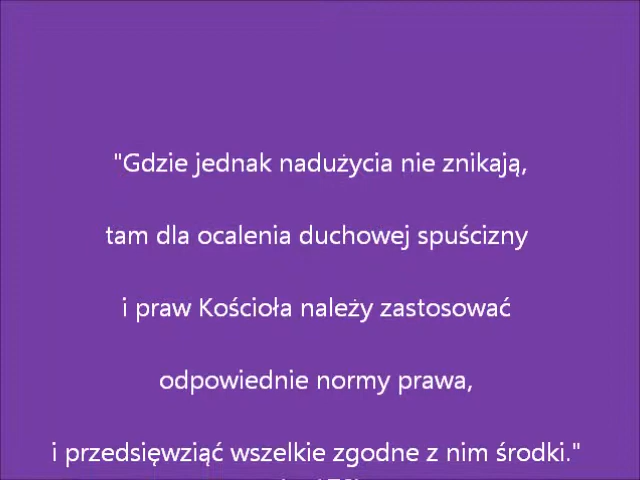 "Gdzie jednak nadużycia nie znikają,
tam dla ocalenia duchowej spuścizny
i praw Kościoła należy zastosować
odpowiednie normy prawa,
i przedsięwziąć wszelkie zgodne z nim środki."